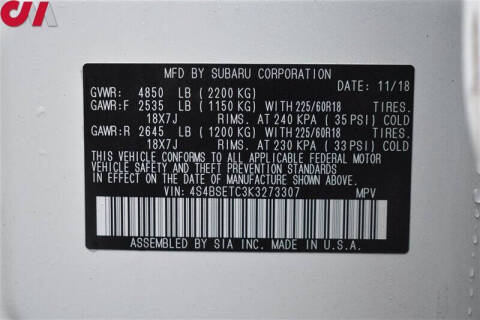 CIA
MFD BY SUBARU CORPORATION
GVWR: 4850 LB (2200 KG) DATE: 11/18
GAWR:F 2535 LB (1150 KG) WITH 225/60R18 TIRES.
18X7J RIMS. AT 240 KPA (35 PSI) COLD
GAWR:R 2645 LB (1200 KG) WITH 225/60R18 TIRES.
18X7J RIMS. AT 230 KPA (33 PSI) COLD
THIS VEHICLE CONFORMS TO ALL APPLICABLE FEDERAL MOTOR
VEHICLE SAFETY AND THEFT PREVENTION STANDARDS
IN EFFECT ON THE DATE OF MANUFACTURE SHOWN ABOVE.
VIN: 4S4BSETC3K3273307 MPV
ASSEMBLED BY SIA INC. MADE IN U.S.A.